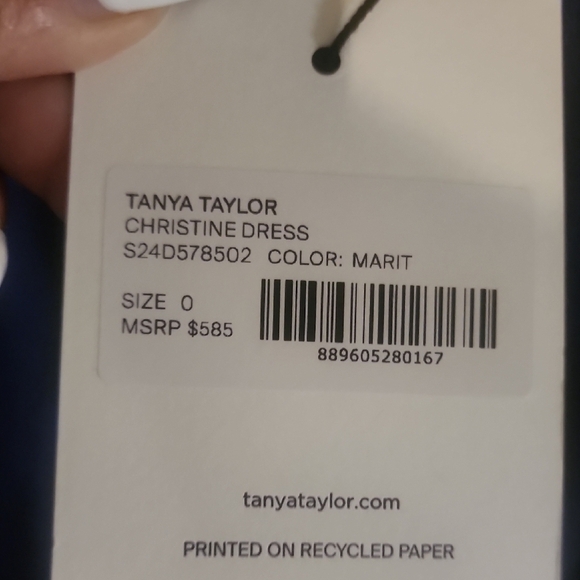 TANYA TAYLOR
CHRISTINE DRESS
S24D578502 COLOR: MARIT
SIZE 0
MSRP $585
889605280167
tanyataylor.com
PRINTED ON RECYCLED PAPER